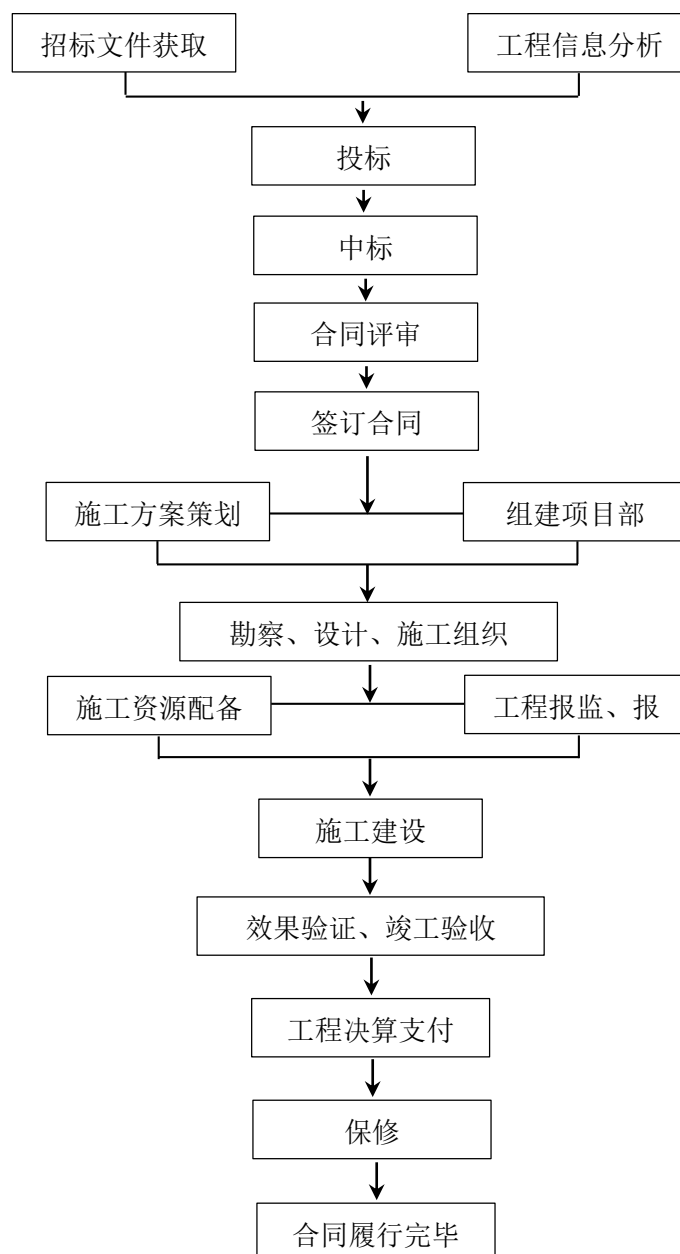 招标文件获取
工程信息分析
投标
中标
合同评审
签订合同
施工方案策划
组建项目部
勘察、设计、施工组织
施工资源配备
工程报监、报
施工建设
效果验证、竣工验收
工程决算支付
保修
合同履行完毕